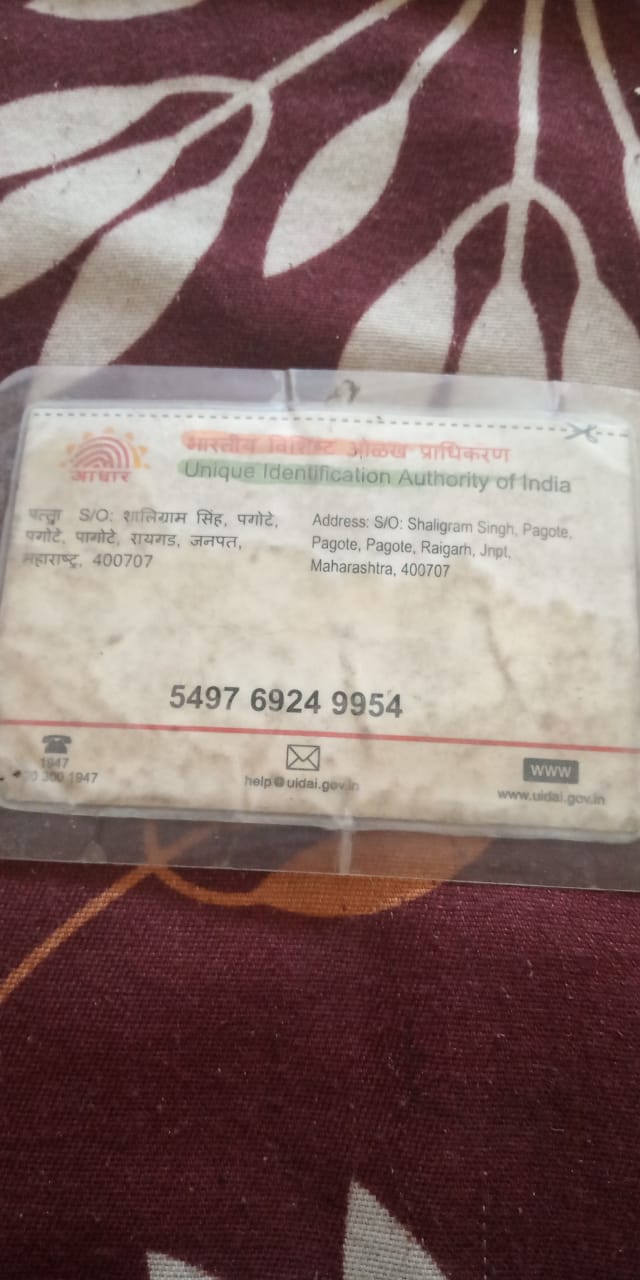 भारतीय विशिष्ट ओळख प्राधिकरण
Unique Identification Authority of India
आधार
पत्ता S/O: शालिग्राम सिंह, पगोटे,
पगोटे, पागोटे, रायगड, जनपत,
महाराष्ट्र, 400707
Address: S/O: Shaligram Singh, Pagote,
Pagote, Pagote, Raigarh, Jnpt,
Maharashtra, 400707
5497 6924 9954
1947
300 1947
help@uidai.gov.in
www
www.uidai.gov.in